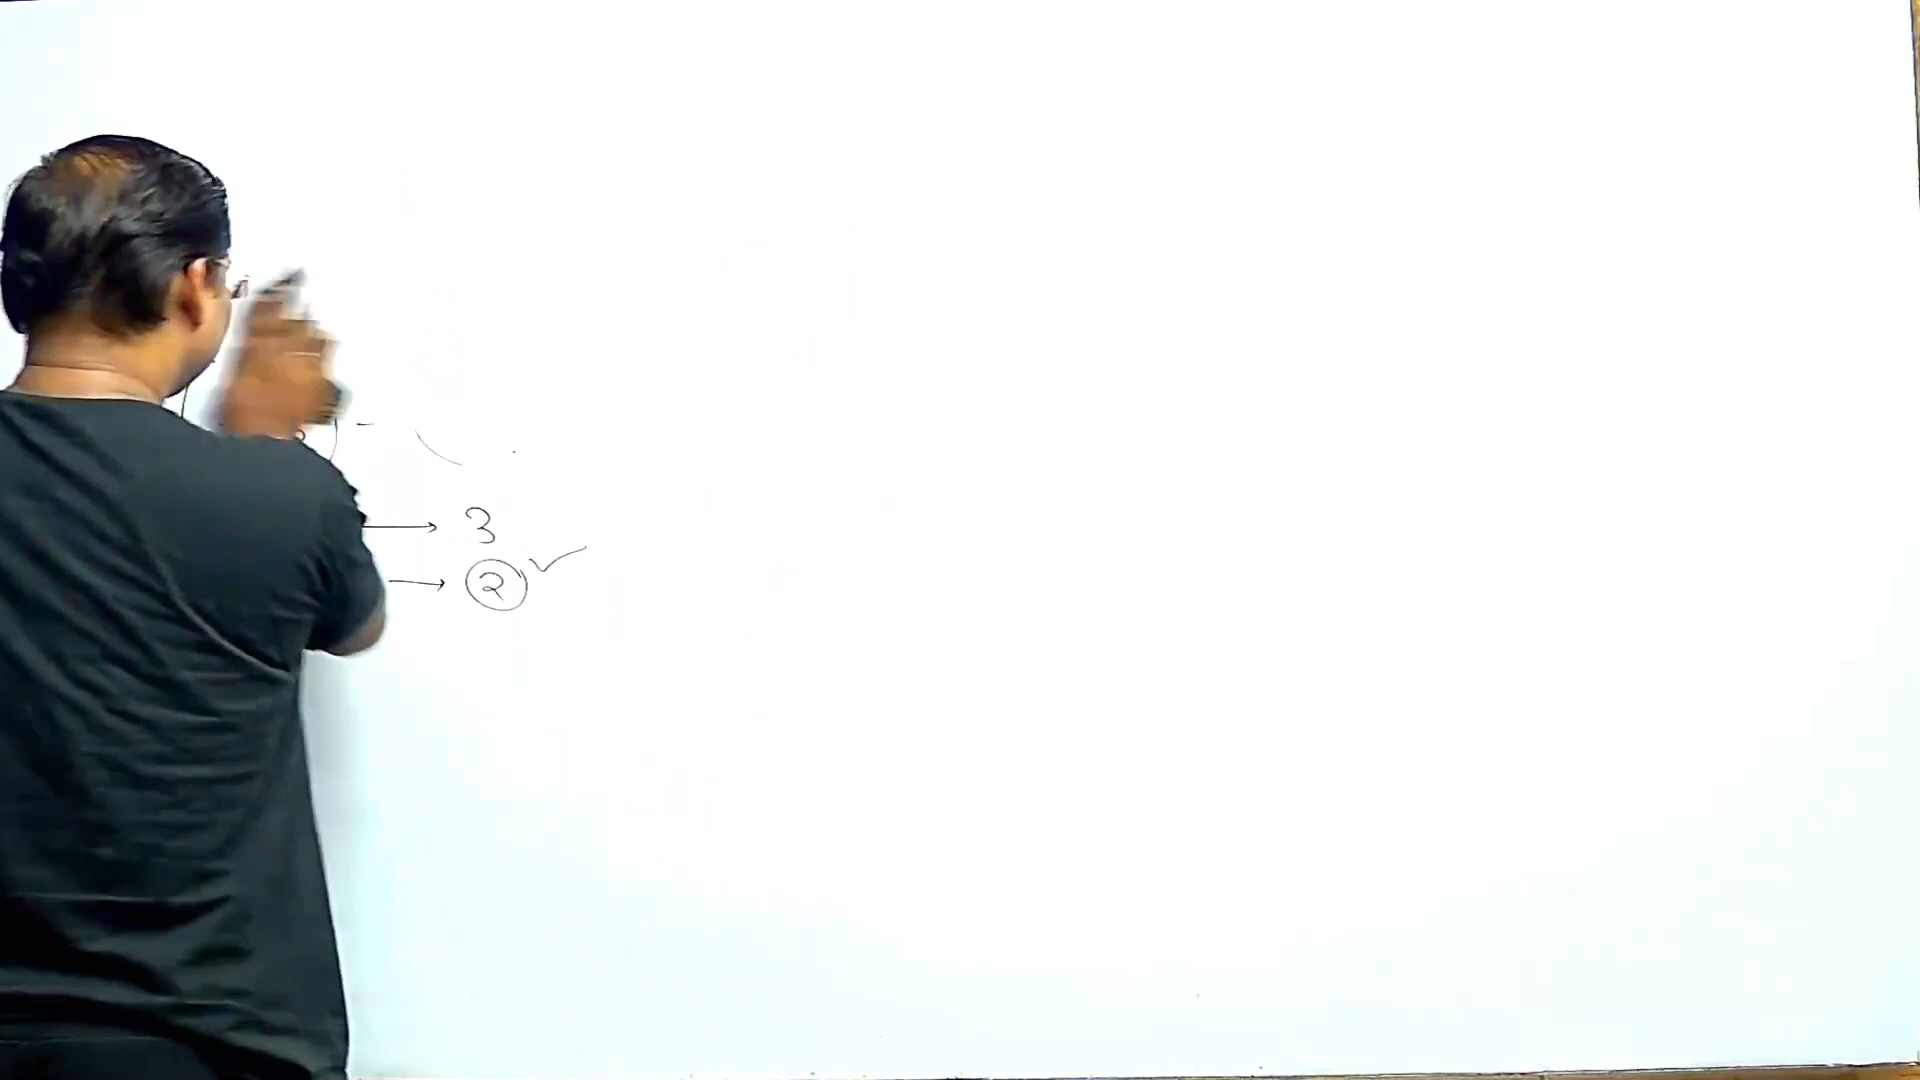 → 3
→ 2 ✓